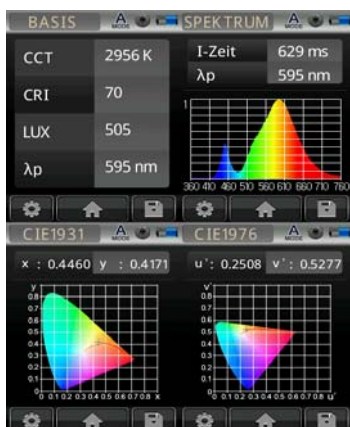 BASIS
A
MODE
CCT 2956 K
CRI 70
LUX 505
λp 595 nm
SPEKTRUM
A
MODE
I-Zeit 629 ms
λp 595 nm
1
360 410 460 510 560 610 660 710 760
CIE1931
A
MODE
x : 0.4460 y : 0.4171
y
0.8
0.7
0.6
0.5
0.4
0.3
0.2
0.1
0 0.1 0.2 0.3 0.4 0.5 0.6 0.7 0.8 x
CIE1976
A
MODE
u': 0.2508 v': 0.5277
v'
0.8
0.7
0.6
0.5
0.4
0.3
0.2
0.1
0 0.1 0.2 0.3 0.4 0.5 0.6 0.7 0.8 u'